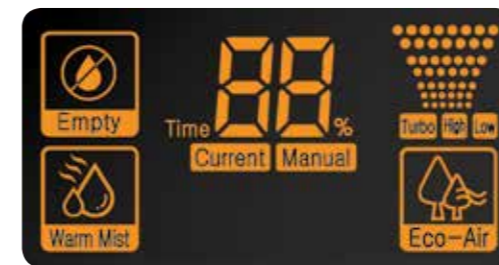 Empty
Time 88 %
Current Manual
Turbo High Low
Warm Mist
Eco-Air